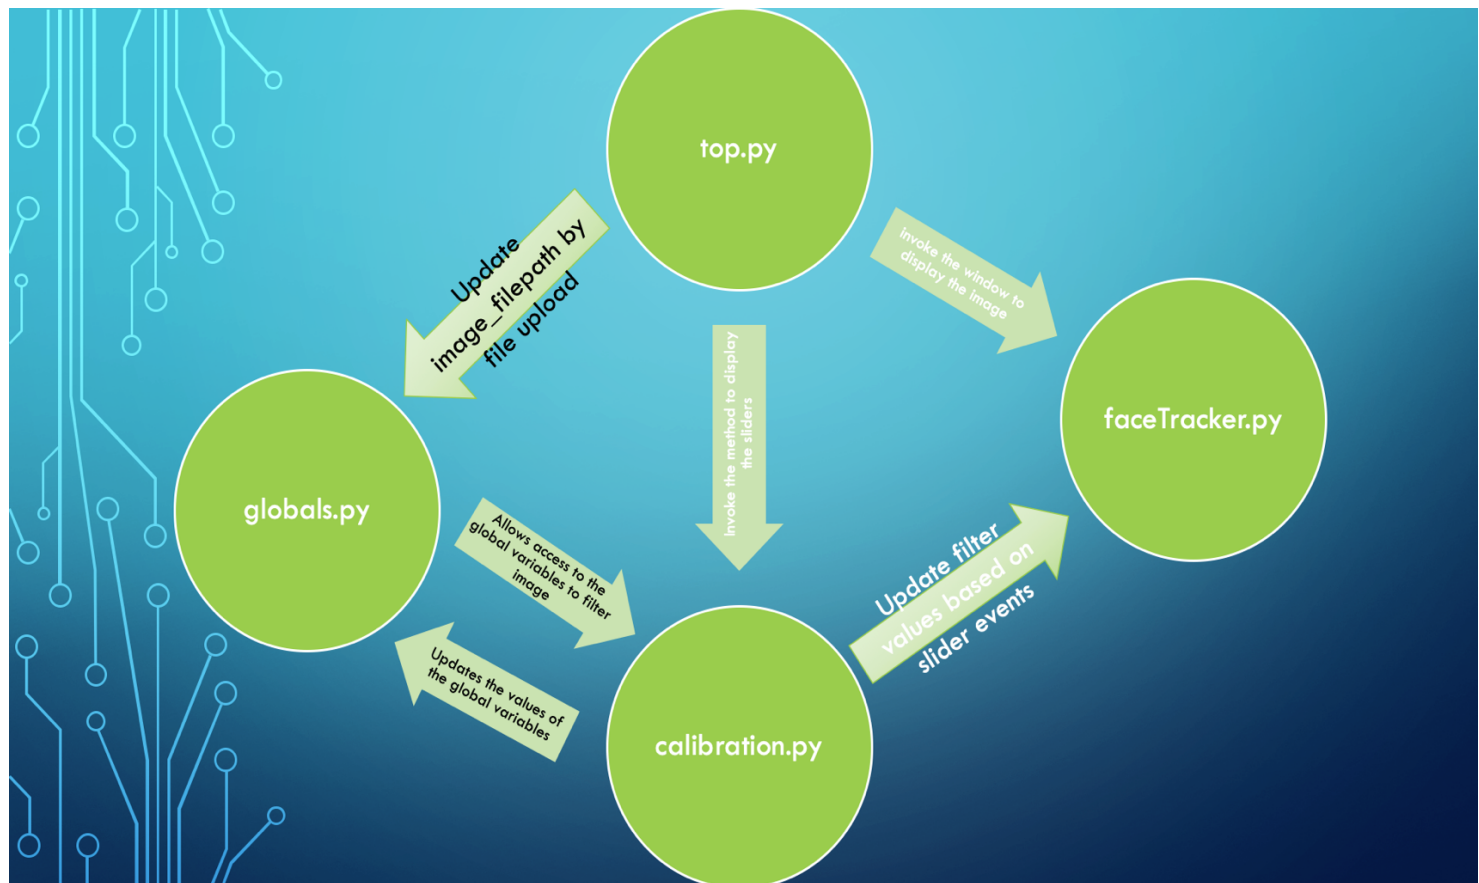 top.py
Update
image_filepath by
file upload
invoke the window to
display the image
Invoke the method to display
the sliders
faceTracker.py
globals.py
Allows access to the
global variables to filter
image
Update filter
values based on
slider events
Updates the values of
the global variables
calibration.py